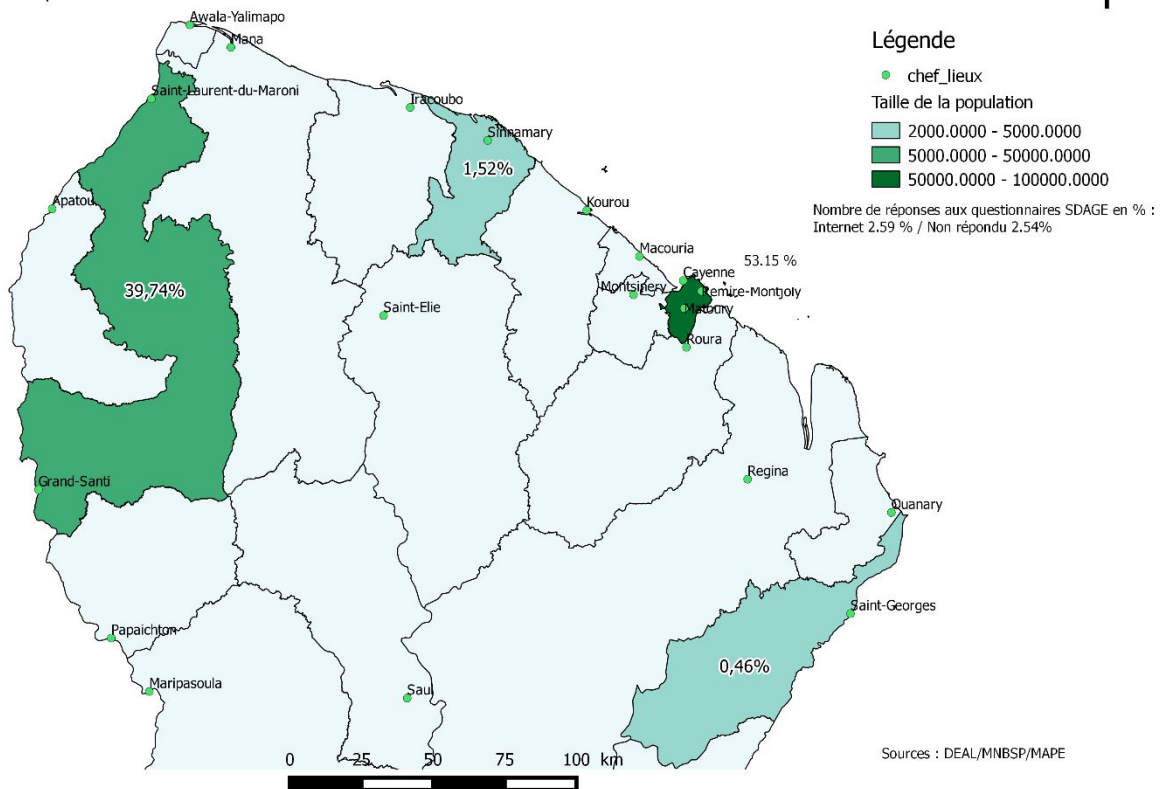 Awala-Yalimapo
Mana
Saint-Laurent-du-Maroni
Iracoubo
Sinnamary
1,52%
Apatou
Kourou
Macouria
53.15 %
Cayenne
Remire-Montjoly
Montsinery
Matoury
39,74%
Saint-Elie
Roura
Grand-Santi
Regina
Ouanary
Saint-Georges
Papaichton
0,46%
Maripasoula
Saul
0 25 50 75 100 km
Légende
chef_lieux
Taille de la population
2000.0000 - 5000.0000
5000.0000 - 50000.0000
50000.0000 - 100000.0000
Nombre de réponses aux questionnaires SDAGE en % :
Internet 2.59 % / Non répondu 2.54%
Sources : DEAL/MNBSP/MAPE